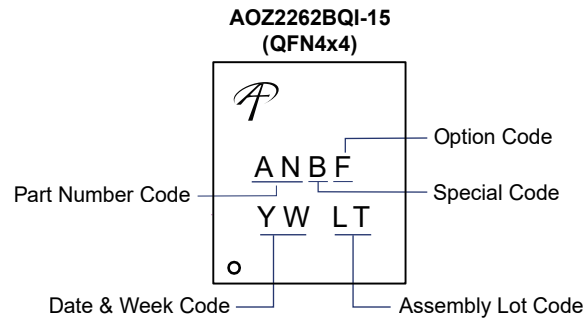 AOZ2262BQI-15
(QFN4x4)
Option Code
A N B F
Part Number Code
Special Code
Y W L T
Date & Week Code
Assembly Lot Code